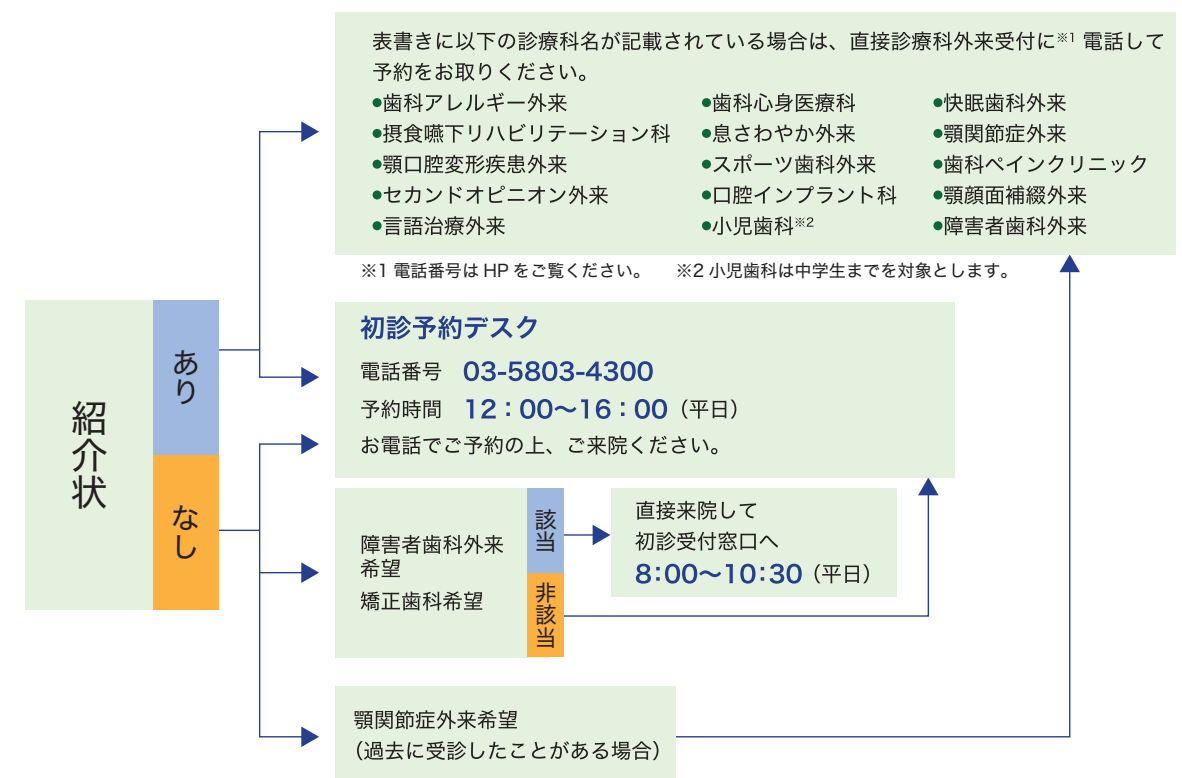 表書きに以下の診療科名が記載されている場合は、直接診療科外来受付に※1 電話して
予約をお取りください。
●歯科アレルギー外来
●摂食嚥下リハビリテーション科
●顎口腔変形疾患外来
●セカンドオピニオン外来
●言語治療外来
●歯科心身医療科
●息さわやか外来
●スポーツ歯科外来
●口腔インプラント科
●小児歯科※2
●快眠歯科外来
●顎関節症外来
●歯科ペインクリニック
●顎顔面補綴外来
●障害者歯科外来
※1 電話番号は HP をご覧ください。 ※2 小児歯科は中学生までを対象とします。
紹介状
あり
なし
初診予約デスク
電話番号 03-5803-4300
予約時間 12：00〜16：00（平日）
お電話でご予約の上、ご来院ください。
障害者歯科外来
希望
矯正歯科希望
該当
非該当
直接来院して
初診受付窓口へ
8：00〜10：30（平日）
顎関節症外来希望
（過去に受診したことがある場合）